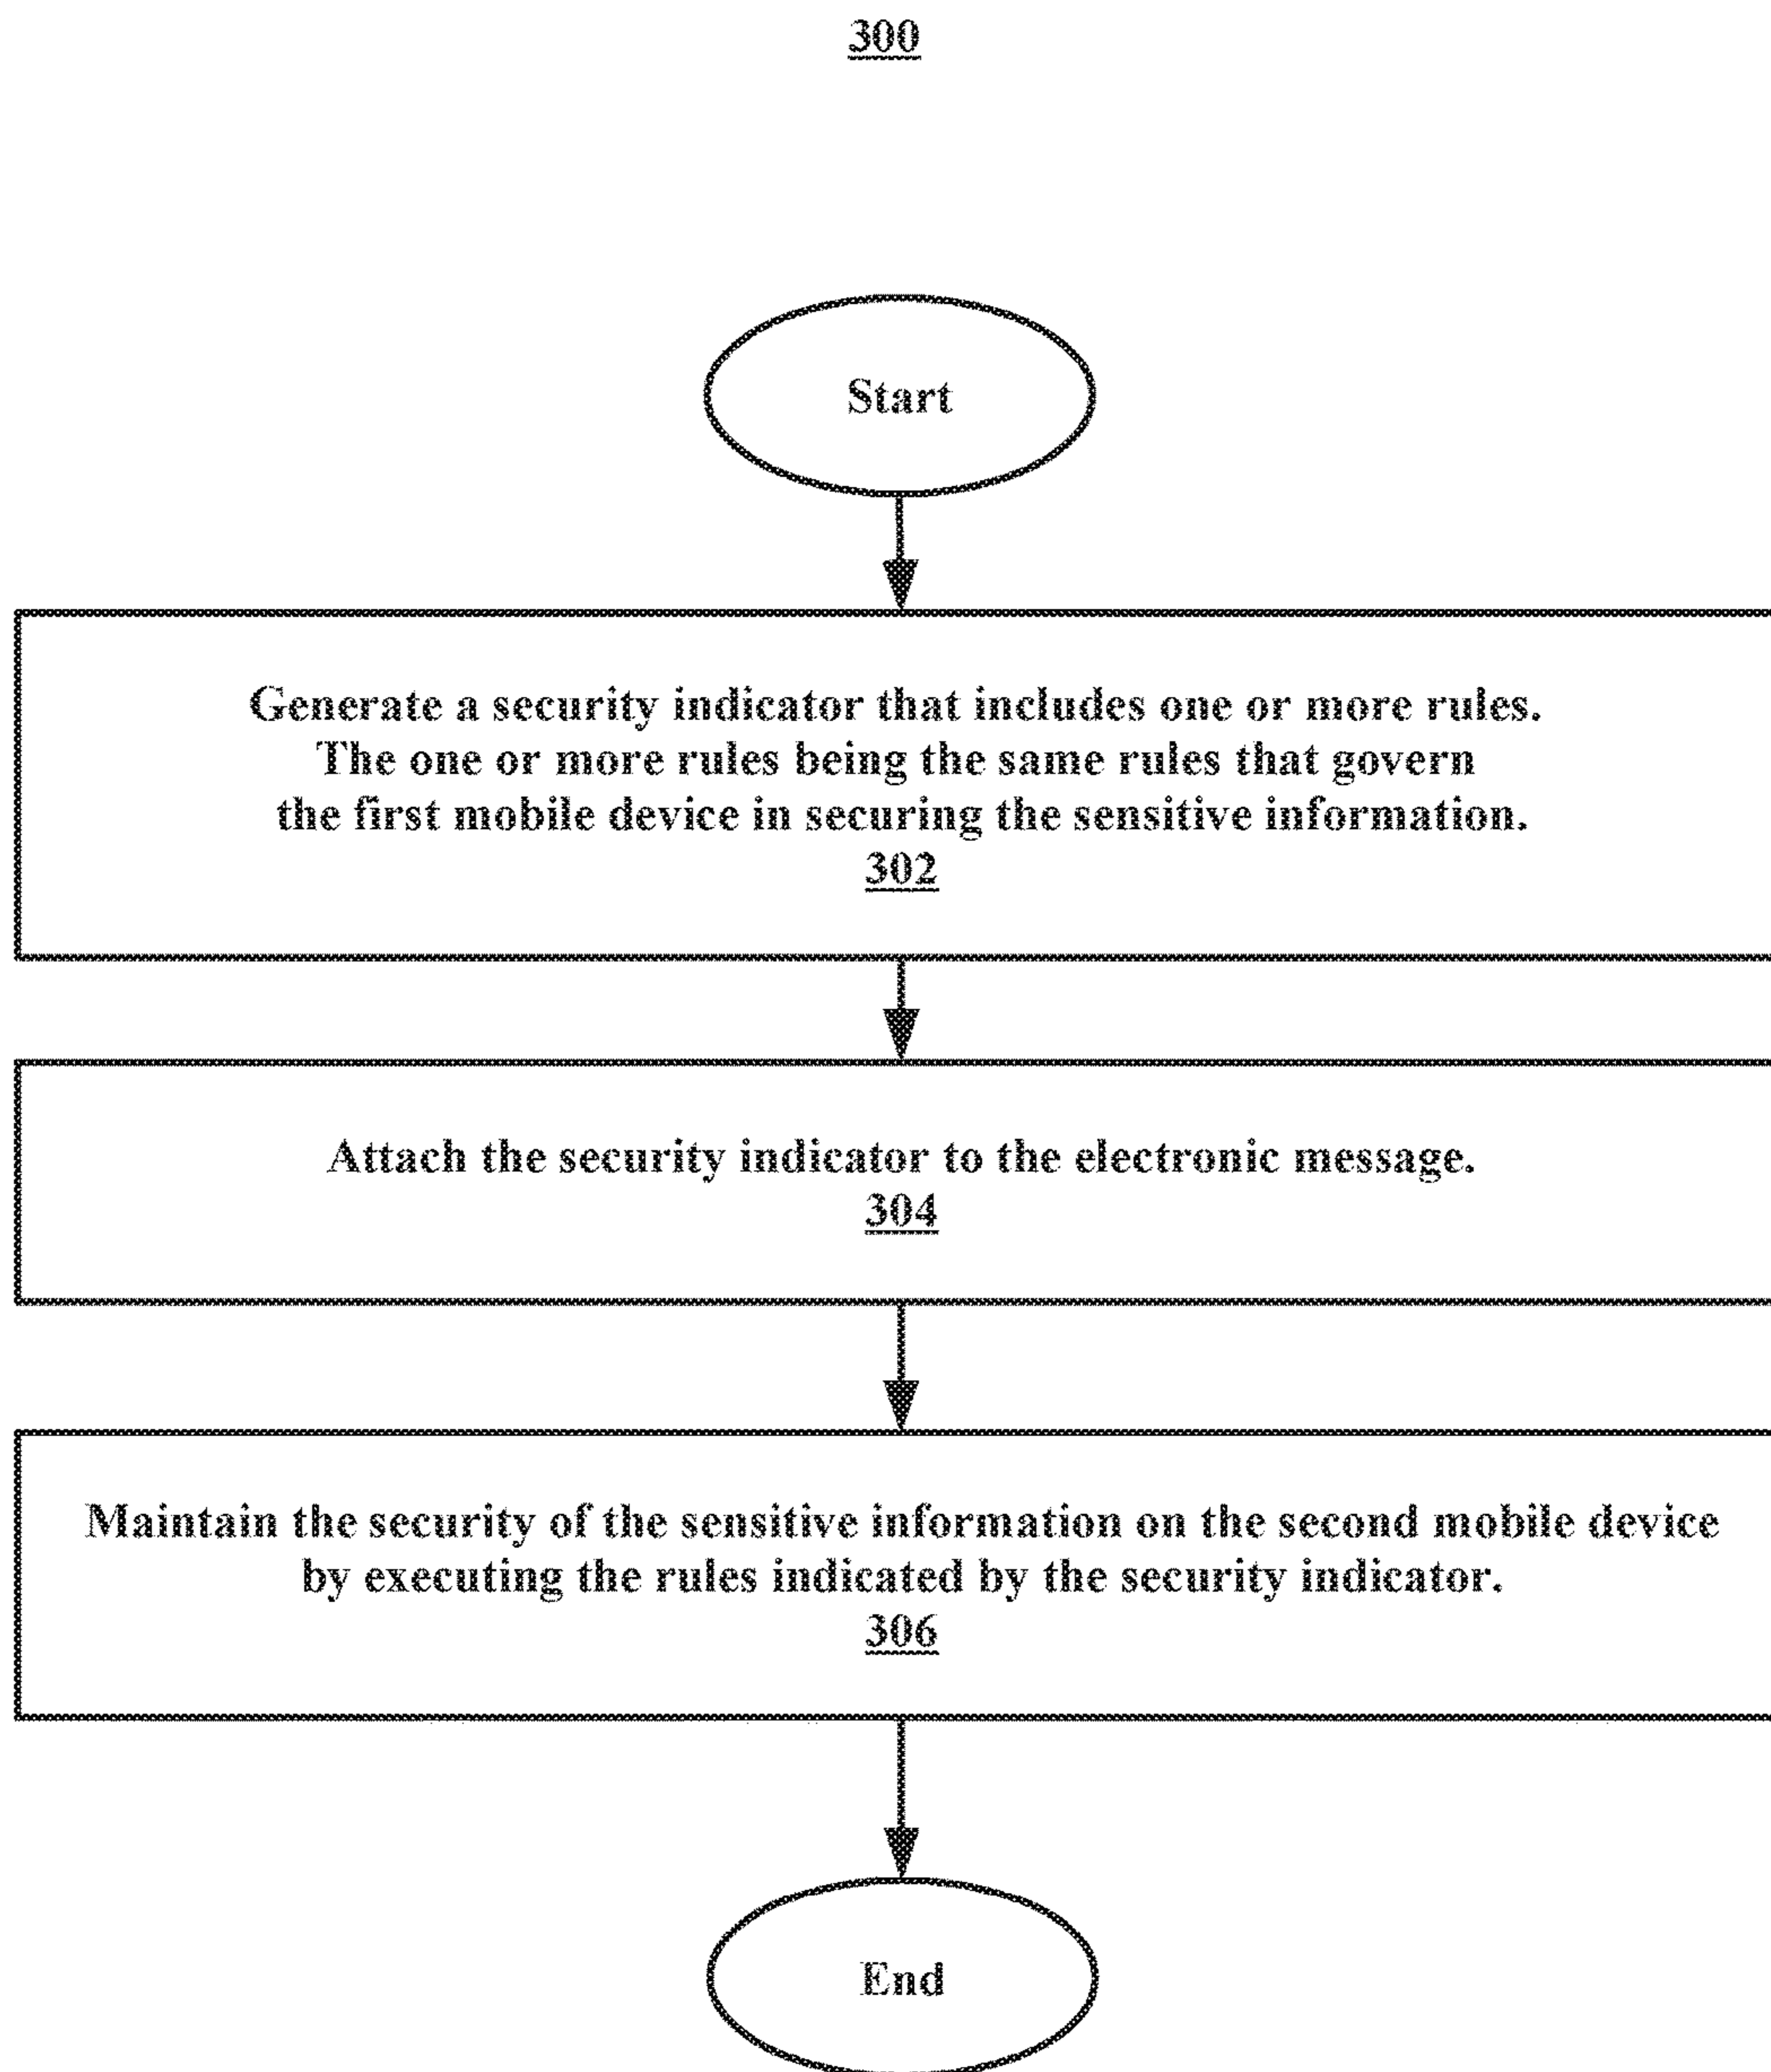 300
Start
Generate a security indicator that includes one or more rules.
The one or more rules being the same rules that govern
the first mobile device in securing the sensitive information.
302
Attach the security indicator to the electronic message.
304
Maintain the security of the sensitive information on the second mobile device
by executing the rules indicated by the security indicator.
306
End